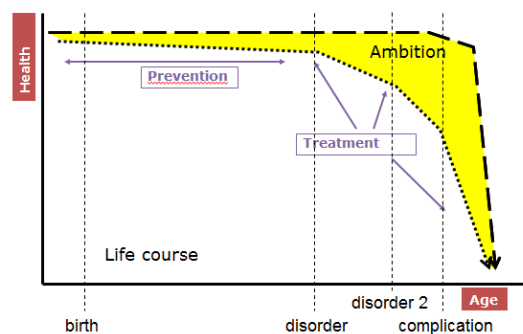 Health
Ambition
Prevention
Treatment
Life course
disorder 2
Age
birth
disorder
complication